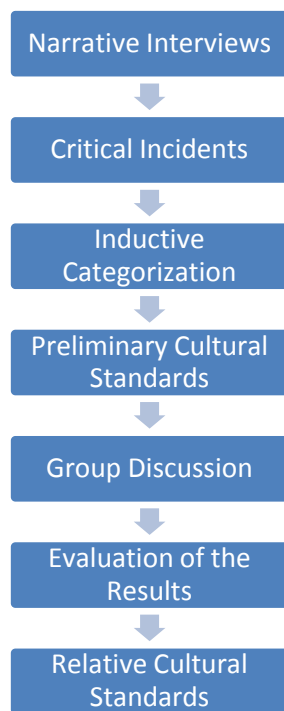 Narrative Interviews
Critical Incidents
Inductive
Categorization
Preliminary Cultural
Standards
Group Discussion
Evaluation of the
Results
Relative Cultural
Standards